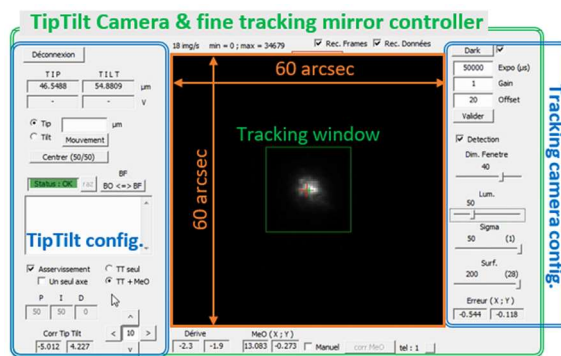 TipTilt Camera & fine tracking mirror controller
Déconnexion
18 img/s min = 0 ; max = 34679
Rec. Frames
Rec. Données
TIP TILT
46.5488 54.8809 µm
- - V
Tip µm
Tilt Mouvement
Centrer (50/50)
BF
Status : OK raz BO <=> BF
TipTilt config.
Asservissement TT seul
Un seul axe TT + MeO
P I D
50 50 0
Corr Tip Tilt < 10 >
-5.012 4.227 v
60 arcsec
60 arcsec
Tracking window
Dérive MeO ( X ; Y )
-2.3 -1.9 13.083 -0.273 Manuel corr MeO tel : 1
Dark
50000 Expo (µs)
1 Gain
20 Offset
Valider
Detection
Dim. Fenetre
40
Lum.
50
Sigma
50 (1)
Surf.
200 (28)
Erreur ( X ; Y )
-0.544 -0.118
Tracking camera config.